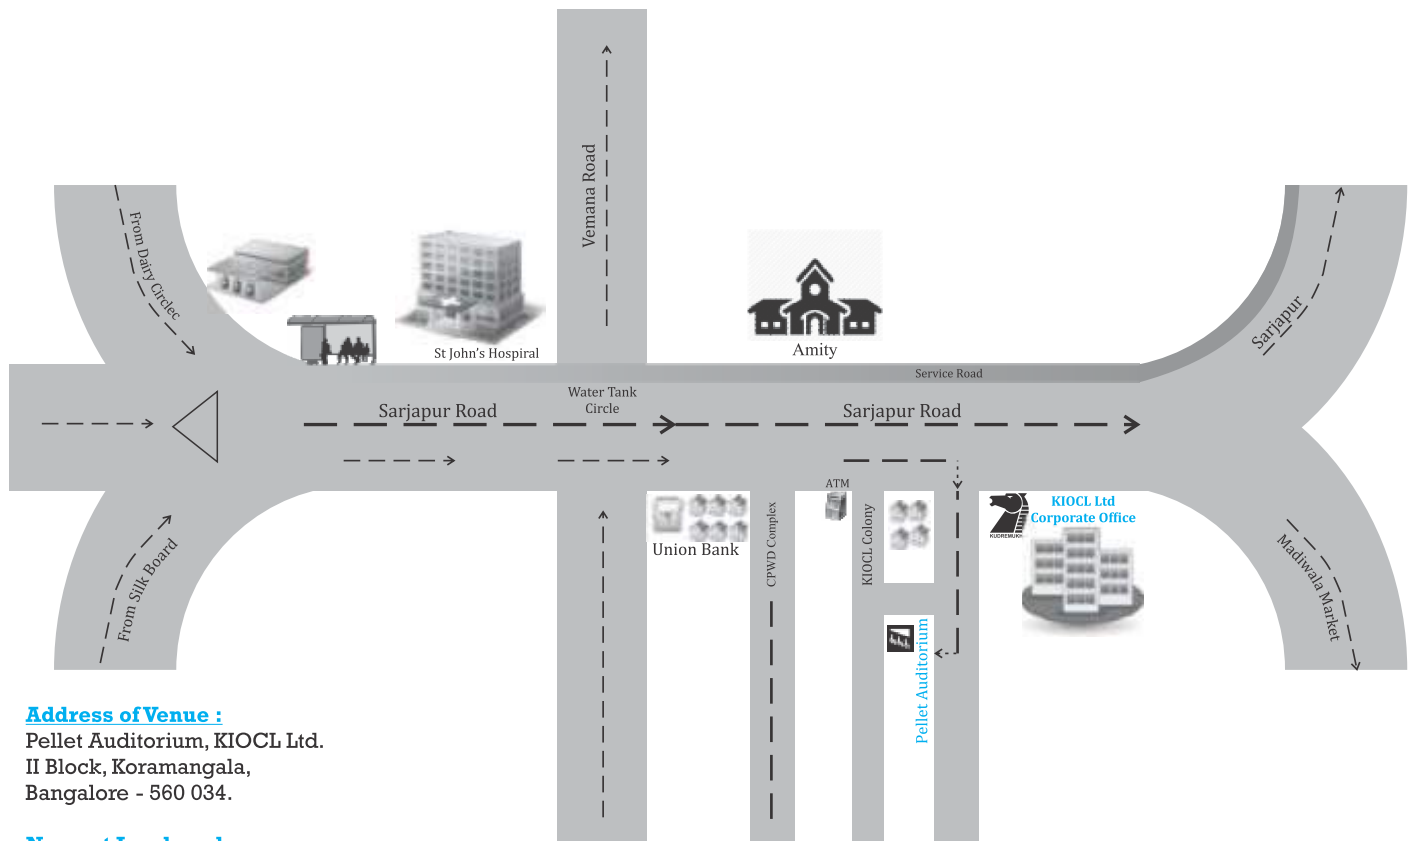 Vemana Road
From Dairy Circlec
St John's Hospiral
Amity
Sarjapur
Service Road
Water Tank
Circle
Sarjapur Road
Sarjapur Road
ATM
Union Bank
CPWD Complex
KIOCL Colony
KUDREMUKH
KIOCL Ltd
Corporate Office
Madiwala Market
From Silk Board
Pellet Auditorium
Address of Venue :
Pellet Auditorium, KIOCL Ltd.
II Block, Koramangala,
Bangalore - 560 034.